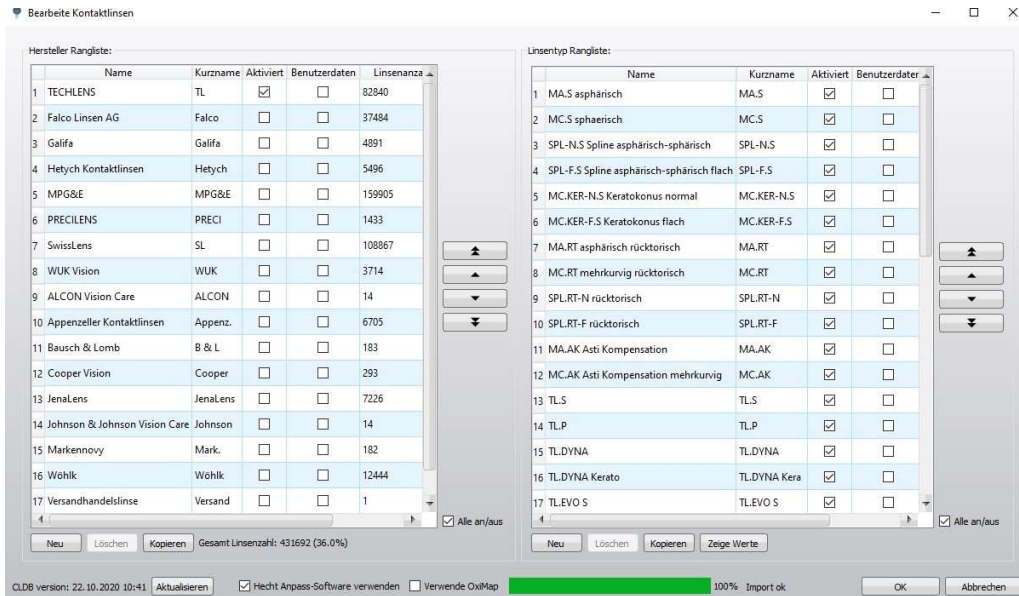 Bearbeite Kontaktlinsen
Hersteller Rangliste:
Name Kurzname Aktiviert Benutzerdaten Linsenanza
1 TECHLENS TL 82840
2 Falco Linsen AG Falco 37484
3 Galifa Galifa 4891
4 Hetych Kontaktlinsen Hetych 5496
5 MPG&E MPG&E 159905
6 PRECILENS PRECI 1433
7 SwissLens SL 108867
8 WUK Vision WUK 3714
9 ALCON Vision Care ALCON 14
10 Appenzeller Kontaktlinsen Appenz. 6705
11 Bausch & Lomb B & L 183
12 Cooper Vision Cooper 293
13 JenaLens JenaLens 7226
14 Johnson & Johnson Vision Care Johnson 14
15 Markennovy Mark. 182
16 Wöhlk Wöhlk 12444
17 Versandhandelslinse Versand 1
Alle an/aus
Neu Löschen Kopieren Gesamt Linsenzahl: 431692 (36.0%)
Linsentyp Rangliste:
Name Kurzname Aktiviert Benutzerdater
1 MA.S asphärisch MA.S
2 MC.S sphaerisch MC.S
3 SPL-N.S Spline asphärisch-sphärisch SPL-N.S
4 SPL-F.S Spline asphärisch-sphärisch flach SPL-F.S
5 MC.KER-N.S Keratokonus normal MC.KER-N.S
6 MC.KER-F.S Keratokonus flach MC.KER-F.S
7 MA.RT asphärisch rücktorisch MA.RT
8 MC.RT mehrkurvig rücktorisch MC.RT
9 SPL.RT-N rücktorisch SPL.RT-N
10 SPL.RT-F rücktorisch SPL.RT-F
11 MA.AK Asti Kompensation MA.AK
12 MC.AK Asti Kompensation mehrkurvig MC.AK
13 TL.S TL.S
14 TL.P TL.P
15 TL.DYNA TL.DYNA
16 TL.DYNA Kerato TL.DYNA Kera
17 TL.EVO S TL.EVO S
Alle an/aus
Neu Löschen Kopieren Zeige Werte
CLDB version: 22.10.2020 10:41 Aktualisieren Hecht Anpass-Software verwenden Verwende OxiMap 100% Import ok OK Abbrechen